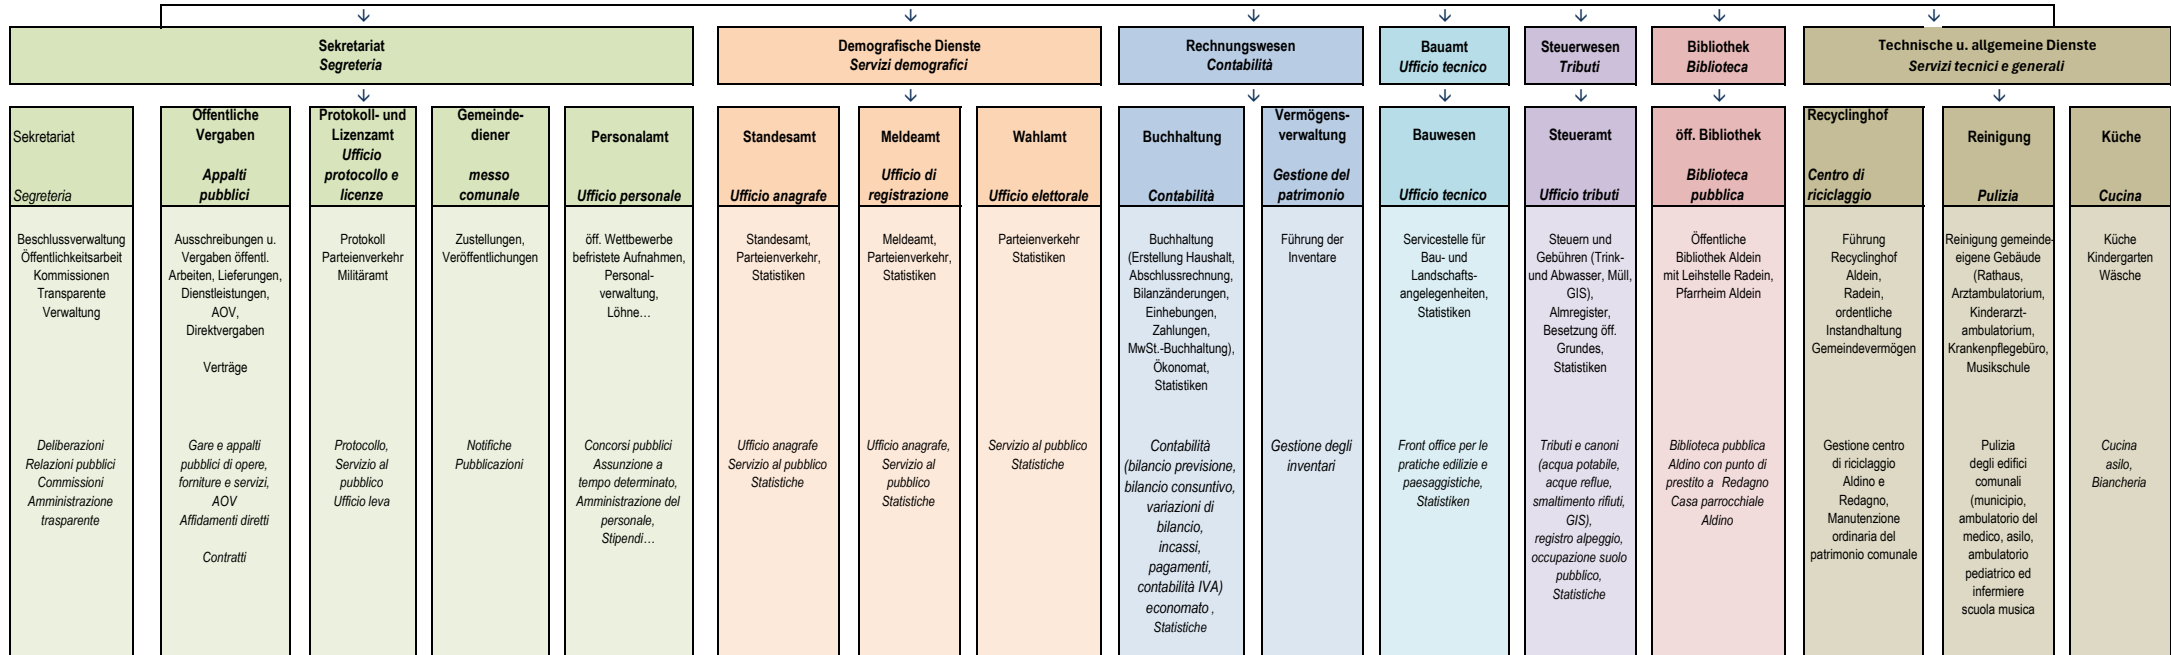 Sekretariat
Segreteria
Demografische Dienste
Servizi demografici
Rechnungswesen
Contabilità
Bauamt
Ufficio tecnico
Steuerwesen
Tributi
Bibliothek
Biblioteca
Technische u. allgemeine Dienste
Servizi tecnici e generali
Sekretariat
Segreteria
Öffentliche
Vergaben
Appalti
pubblici
Protokoll- und
Lizenzamt
Ufficio
protocollo e
licenze
Gemeinde-
diener
messo
comunale
Personalamt
Ufficio personale
Standesamt
Ufficio anagrafe
Meldeamt
Ufficio di
registrazione
Wahlamt
Ufficio elettorale
Buchhaltung
Contabilità
Vermögens-
verwaltung
Gestione del
patrimonio
Bauwesen
Ufficio tecnico
Steueramt
Ufficio tributi
öff. Bibliothek
Biblioteca
pubblica
Recyclinghof
Centro di
riciclaggio
Reinigung
Pulizia
Küche
Cucina
Beschlussverwaltung
Öffentlichkeitsarbeit
Kommissionen
Transparente
Verwaltung
Ausschreibungen u.
Vergaben öffentl.
Arbeiten, Lieferungen,
Dienstleistungen,
AOV,
Direktvergaben
Verträge
Protokoll
Parteienverkehr
Militäramt
Zustellungen,
Veröffentlichungen
öff. Wettbewerbe
befristete Aufnahmen,
Personal-
verwaltung,
Löhne…
Standesamt,
Parteienverkehr,
Statistiken
Meldeamt,
Parteienverkehr,
Statistiken
Parteienverkehr
Statistiken
Buchhaltung
(Erstellung Haushalt,
Abschlussrechnung,
Bilanzänderungen,
Einhebungen,
Zahlungen,
MwSt.-Buchhaltung),
Ökonomat,
Statistiken
Führung der
Inventare
Servicestelle für
Bau- und
Landschafts-
angelegenheiten,
Statistiken
Steuern und
Gebühren (Trink-
und Abwasser, Müll,
GIS),
Almregister,
Besetzung öff.
Grundes,
Statistiken
Öffentliche
Bibliothek Aldein
mit Leihstelle Radein,
Pfarrheim Aldein
Führung
Recyclinghof
Aldein,
Radein,
ordentliche
Instandhaltung
Gemeindevermögen
Reinigung gemeinde-
eigene Gebäude
(Rathaus,
Arztambulatorium,
Kinderarzt-
ambulatorium,
Krankenpflegebüro,
Musikschule
Küche
Kindergarten
Wäsche
Deliberazioni
Relazioni pubblici
Commissioni
Amministrazione
trasparente
Gare e appalti
pubblici di opere,
forniture e servizi,
AOV
Affidamenti diretti
Contratti
Protocollo,
Servizio al
pubblico
Ufficio leva
Notifiche
Pubblicazioni
Concorsi pubblici
Assunzione a
tempo determinato,
Amministrazione del
personale,
Stipendi…
Ufficio anagrafe
Servizio al pubblico
Statistiche
Ufficio anagrafe,
Servizio al
pubblico
Statistiche
Servizio al pubblico
Statistiche
Contabilità
(bilancio previsione,
bilancio consuntivo,
variazioni di
bilancio,
incassi,
pagamenti,
contabilità IVA)
economato ,
Statistiche
Gestione degli
inventari
Front office per le
pratiche edilizie e
paesaggistiche,
Statistiken
Tributi e canoni
(acqua potabile,
acque reflue,
smaltimento rifiuti,
GIS),
registro alpeggio,
occupazione suolo
pubblico,
Statistiche
Biblioteca pubblica
Aldino con punto di
prestito a Redagno
Casa parrocchiale
Aldino
Gestione centro
di riciclaggio
Aldino e
Redagno,
Manutenzione
ordinaria del
patrimonio comunale
Pulizia
degli edifici
comunali
(municipio,
ambulatorio del
medico, asilo,
ambulatorio
pediatrico ed
infermiere
scuola musica
Cucina
asilo,
Biancheria